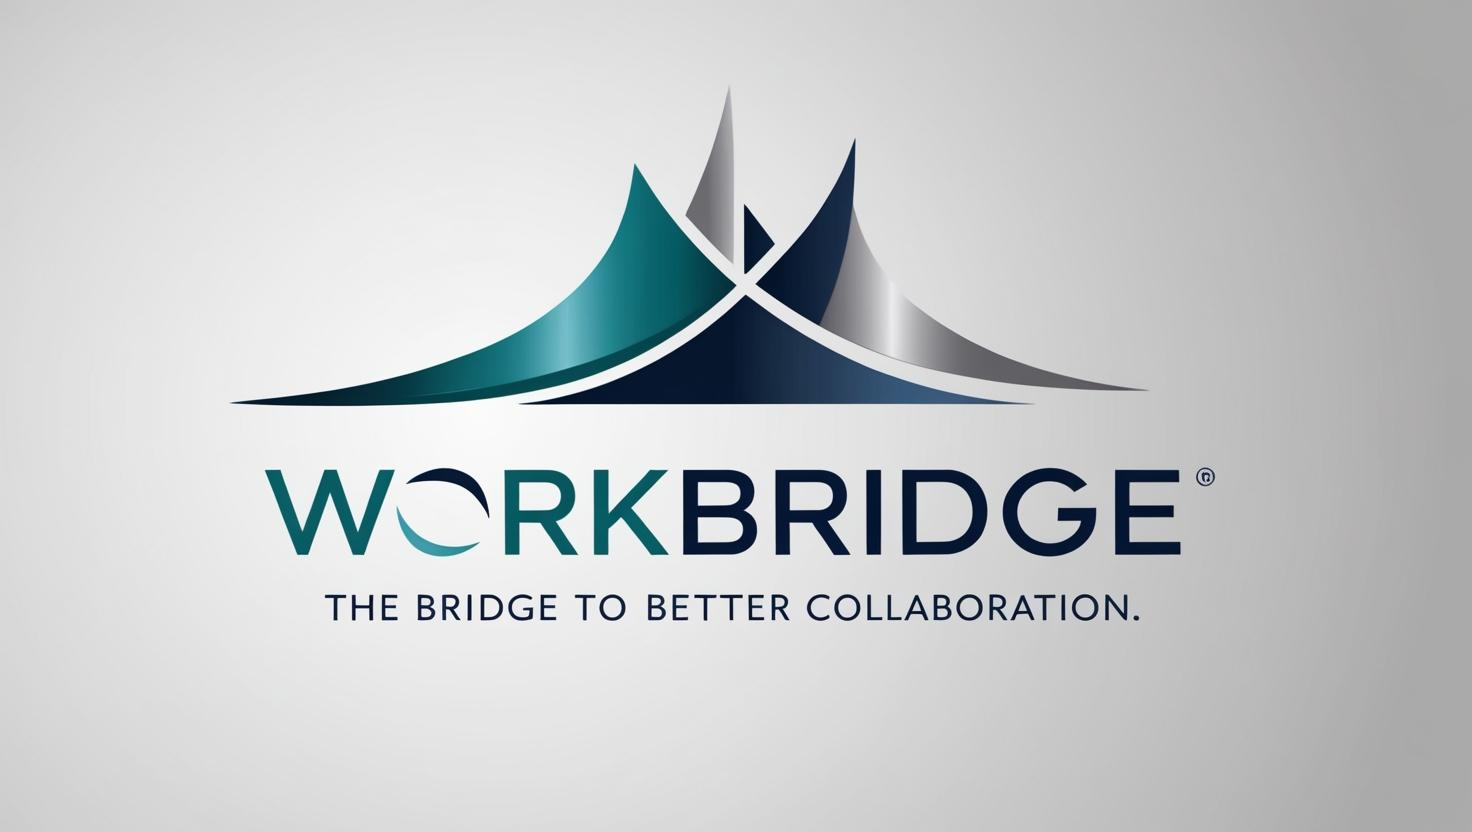 WORKBRIDGE®
THE BRIDGE TO BETTER COLLABORATION.